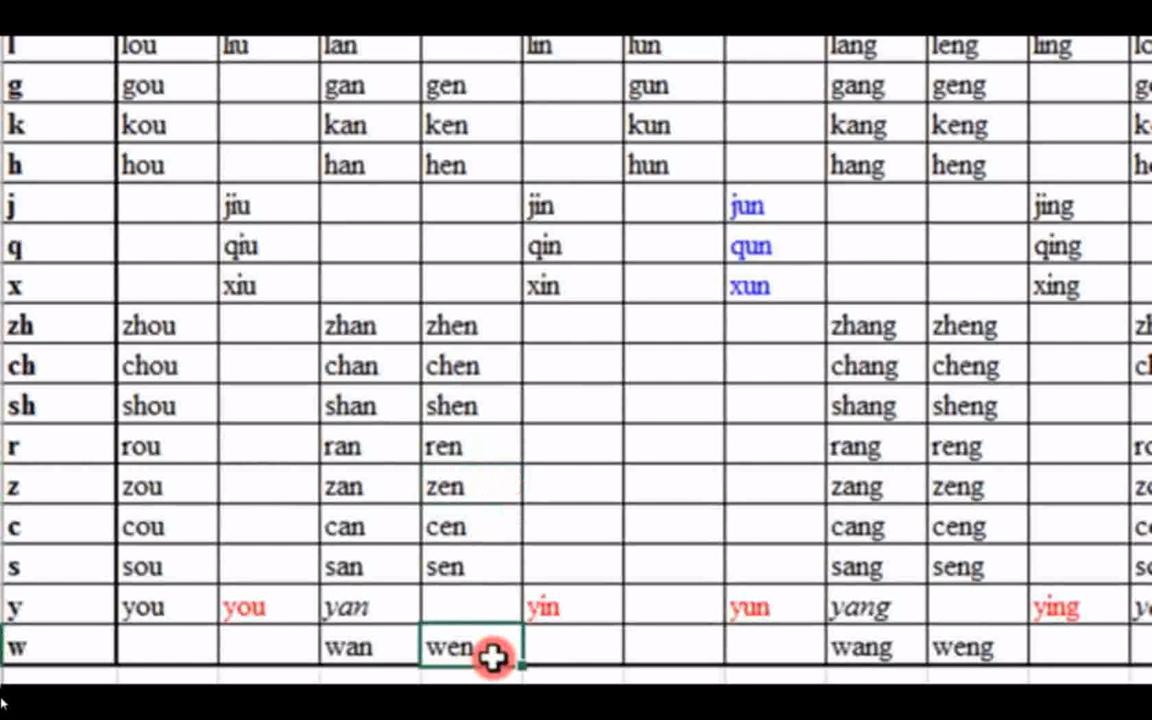 l lou liu lan lin lun lang leng ling
g gou gan gen gun gang geng
k kou kan ken kun kang keng
h hou han hen hun hang heng
j jiu jin jun jing
q qiu qin qun qing
x xiu xin xun xing
zh zhou zhan zhen zhang zheng
ch chou chan chen chang cheng
sh shou shan shen shang sheng
r rou ran ren rang reng
z zou zan zen zang zeng
c cou can cen cang ceng
s sou san sen sang seng
y you you yan yin yun yang ying
w wan wen wang weng